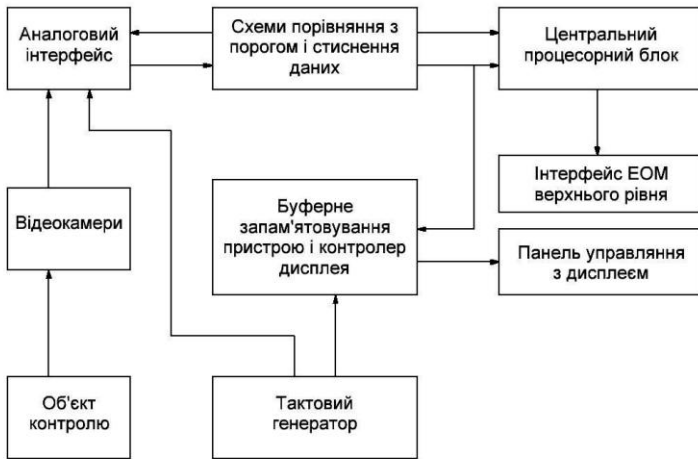 Аналоговий
інтерфейс
Схеми порівняння з
порогом і стиснення
даних
Центральний
процесорний блок
Інтерфейс ЕОМ
верхнього рівня
Відеокамери
Буферне
запам'ятовування
пристрою і контролер
дисплея
Панель управляння
з дисплеєм
Об'єкт
контролю
Тактовий
генератор